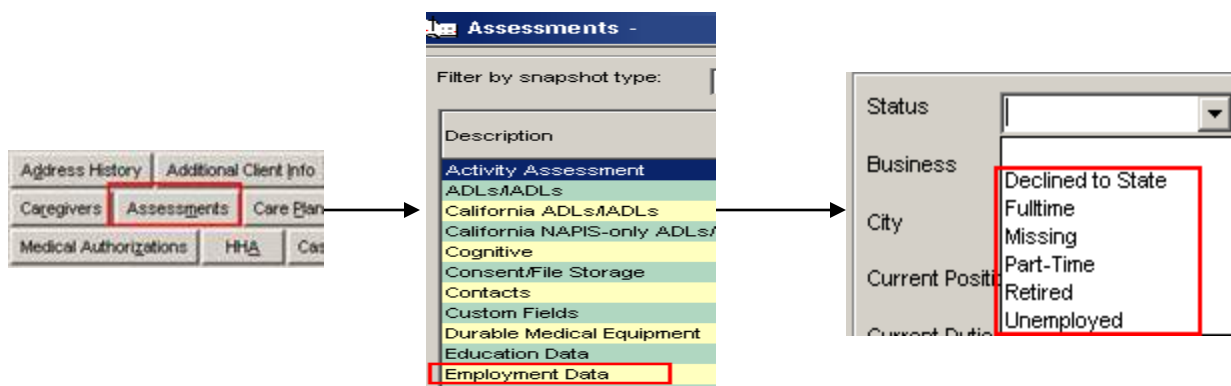 Address History Additional Client Info
Caregivers Assessments Care Plan
Medical Authorizations HHA Cas
Assessments -
Filter by snapshot type:
Description
Activity Assessment
ADLs/IADLs
California ADLs/IADLs
California NAPIS-only ADLs/
Cognitive
Consent/File Storage
Contacts
Custom Fields
Durable Medical Equipment
Education Data
Employment Data
Status
Business
City
Current Positi
Current Dutie
Declined to State
Fulltime
Missing
Part-Time
Retired
Unemployed